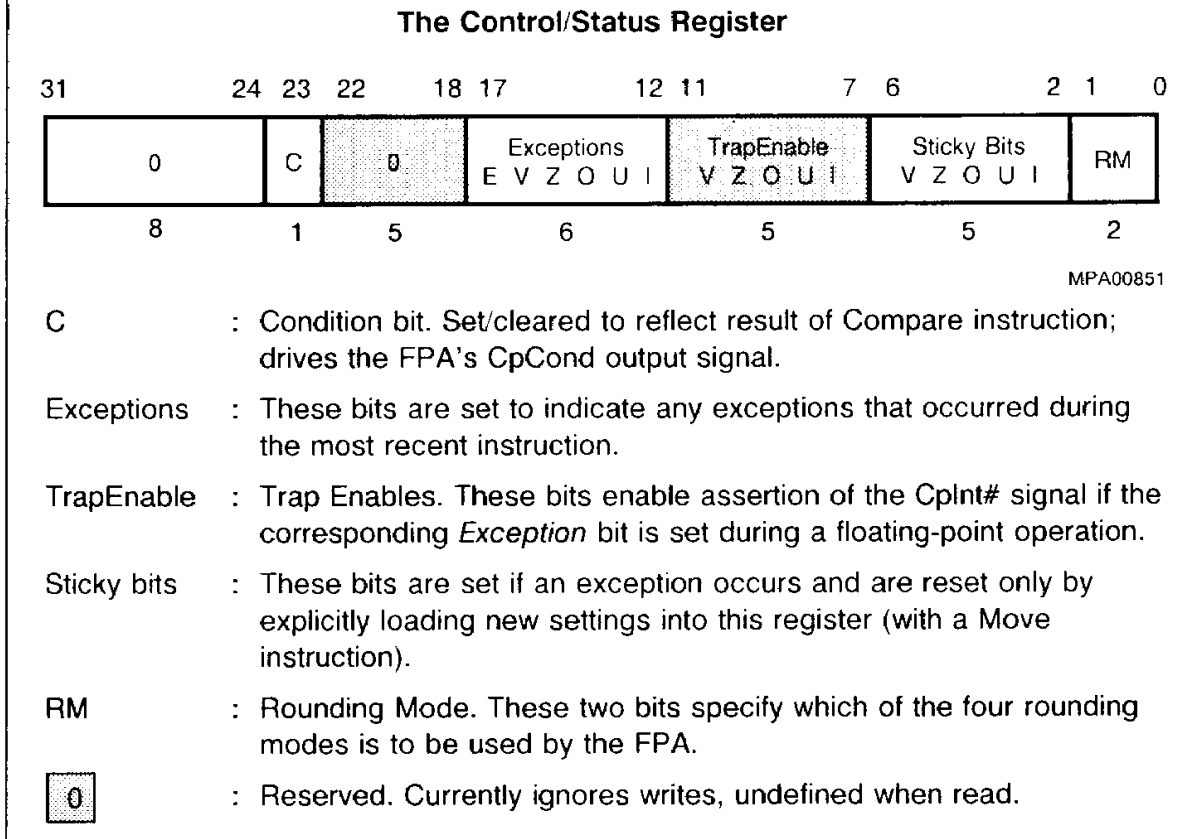 The Control/Status Register
31 24 23 22 18 17 12 11 7 6 2 1 0
0 C 0 Exceptions TrapEnable Sticky Bits RM
E V Z O U I V Z O U I V Z O U I
8 1 5 6 5 5 2
MPA00851
C : Condition bit. Set/cleared to reflect result of Compare instruction;
drives the FPA's CpCond output signal.
Exceptions : These bits are set to indicate any exceptions that occurred during
the most recent instruction.
TrapEnable : Trap Enables. These bits enable assertion of the CpInt# signal if the
corresponding Exception bit is set during a floating-point operation.
Sticky bits : These bits are set if an exception occurs and are reset only by
explicitly loading new settings into this register (with a Move
instruction).
RM : Rounding Mode. These two bits specify which of the four rounding
modes is to be used by the FPA.
0 : Reserved. Currently ignores writes, undefined when read.